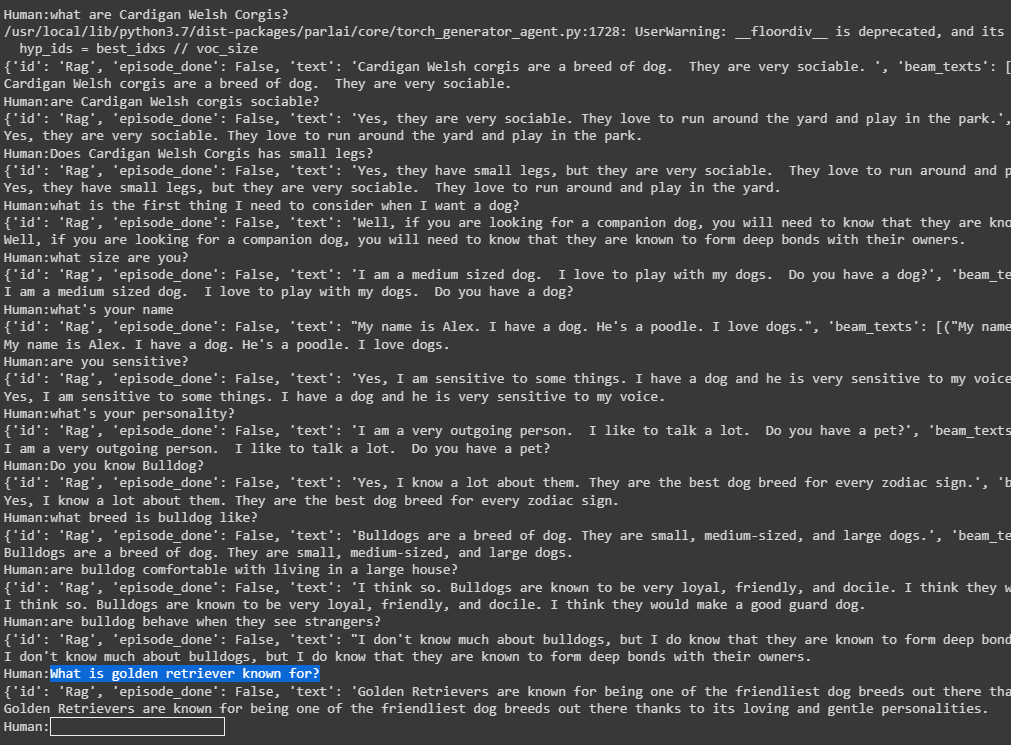 Human:what are Cardigan Welsh Corgis?
/usr/local/lib/python3.7/dist-packages/parlai/core/torch_generator_agent.py:1728: UserWarning: __floordiv__ is deprecated, and its
  hyp_ids = best_idxs // voc_size
{'id': 'Rag', 'episode_done': False, 'text': 'Cardigan Welsh corgis are a breed of dog.  They are very sociable. ', 'beam_texts': [
Cardigan Welsh corgis are a breed of dog.  They are very sociable.
Human:are Cardigan Welsh corgis sociable?
{'id': 'Rag', 'episode_done': False, 'text': 'Yes, they are very sociable. They love to run around the yard and play in the park.',
Yes, they are very sociable. They love to run around the yard and play in the park.
Human:Does Cardigan Welsh Corgis has small legs?
{'id': 'Rag', 'episode_done': False, 'text': 'Yes, they have small legs, but they are very sociable.  They love to run around and p
Yes, they have small legs, but they are very sociable.  They love to run around and play in the yard.
Human:what is the first thing I need to consider when I want a dog?
{'id': 'Rag', 'episode_done': False, 'text': 'Well, if you are looking for a companion dog, you will need to know that they are kno
Well, if you are looking for a companion dog, you will need to know that they are known to form deep bonds with their owners.
Human:what size are you?
{'id': 'Rag', 'episode_done': False, 'text': 'I am a medium sized dog.  I love to play with my dogs.  Do you have a dog?', 'beam_te
I am a medium sized dog.  I love to play with my dogs.  Do you have a dog?
Human:what's your name
{'id': 'Rag', 'episode_done': False, 'text': "My name is Alex. I have a dog. He's a poodle. I love dogs.", 'beam_texts': [("My name
My name is Alex. I have a dog. He's a poodle. I love dogs.
Human:are you sensitive?
{'id': 'Rag', 'episode_done': False, 'text': 'Yes, I am sensitive to some things. I have a dog and he is very sensitive to my voice
Yes, I am sensitive to some things. I have a dog and he is very sensitive to my voice.
Human:what's your personality?
{'id': 'Rag', 'episode_done': False, 'text': 'I am a very outgoing person.  I like to talk a lot.  Do you have a pet?', 'beam_texts
I am a very outgoing person.  I like to talk a lot.  Do you have a pet?
Human:Do you know Bulldog?
{'id': 'Rag', 'episode_done': False, 'text': 'Yes, I know a lot about them. They are the best dog breed for every zodiac sign.', 'b
Yes, I know a lot about them. They are the best dog breed for every zodiac sign.
Human:what breed is bulldog like?
{'id': 'Rag', 'episode_done': False, 'text': 'Bulldogs are a breed of dog. They are small, medium-sized, and large dogs.', 'beam_te
Bulldogs are a breed of dog. They are small, medium-sized, and large dogs.
Human:are bulldog comfortable with living in a large house?
{'id': 'Rag', 'episode_done': False, 'text': 'I think so. Bulldogs are known to be very loyal, friendly, and docile. I think they w
I think so. Bulldogs are known to be very loyal, friendly, and docile. I think they would make a good guard dog.
Human:are bulldog behave when they see strangers?
{'id': 'Rag', 'episode_done': False, 'text': "I don't know much about bulldogs, but I do know that they are known to form deep bond
I don't know much about bulldogs, but I do know that they are known to form deep bonds with their owners.
Human:What is golden retriever known for?
{'id': 'Rag', 'episode_done': False, 'text': 'Golden Retrievers are known for being one of the friendliest dog breeds out there tha
Golden Retrievers are known for being one of the friendliest dog breeds out there thanks to its loving and gentle personalities.
Human: